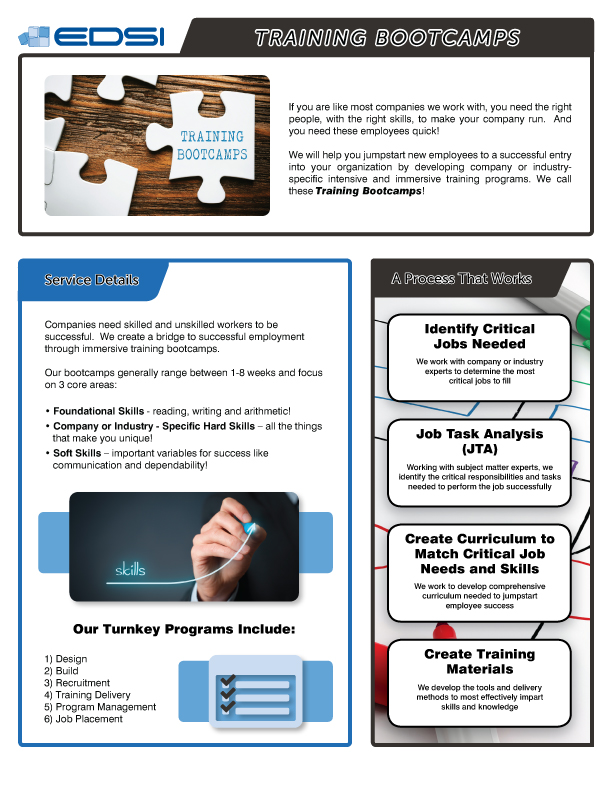 EDSI
TRAINING BOOTCAMPS
TRAINING
BOOTCAMPS
If you are like most companies we work with, you need the right
people, with the right skills, to make your company run. And
you need these employees quick!
We will help you jumpstart new employees to a successful entry
into your organization by developing company or industry-
specific intensive and immersive training programs. We call
these Training Bootcamps!
Service Details
Companies need skilled and unskilled workers to be
successful. We create a bridge to successful employment
through immersive training bootcamps.
Our bootcamps generally range between 1-8 weeks and focus
on 3 core areas:
• Foundational Skills - reading, writing and arithmetic!
• Company or Industry - Specific Hard Skills – all the things
that make you unique!
• Soft Skills – important variables for success like
communication and dependability!
skills
Our Turnkey Programs Include:
1) Design
2) Build
3) Recruitment
4) Training Delivery
5) Program Management
6) Job Placement
A Process That Works
Identify Critical
Jobs Needed
We work with company or industry
experts to determine the most
critical jobs to fill
Job Task Analysis
(JTA)
Working with subject matter experts, we
identify the critical responsibilities and tasks
needed to perform the job successfully
Create Curriculum to
Match Critical Job
Needs and Skills
We work to develop comprehensive
curriculum needed to jumpstart
employee success
Create Training
Materials
We develop the tools and delivery
methods to most effectively impart
skills and knowledge